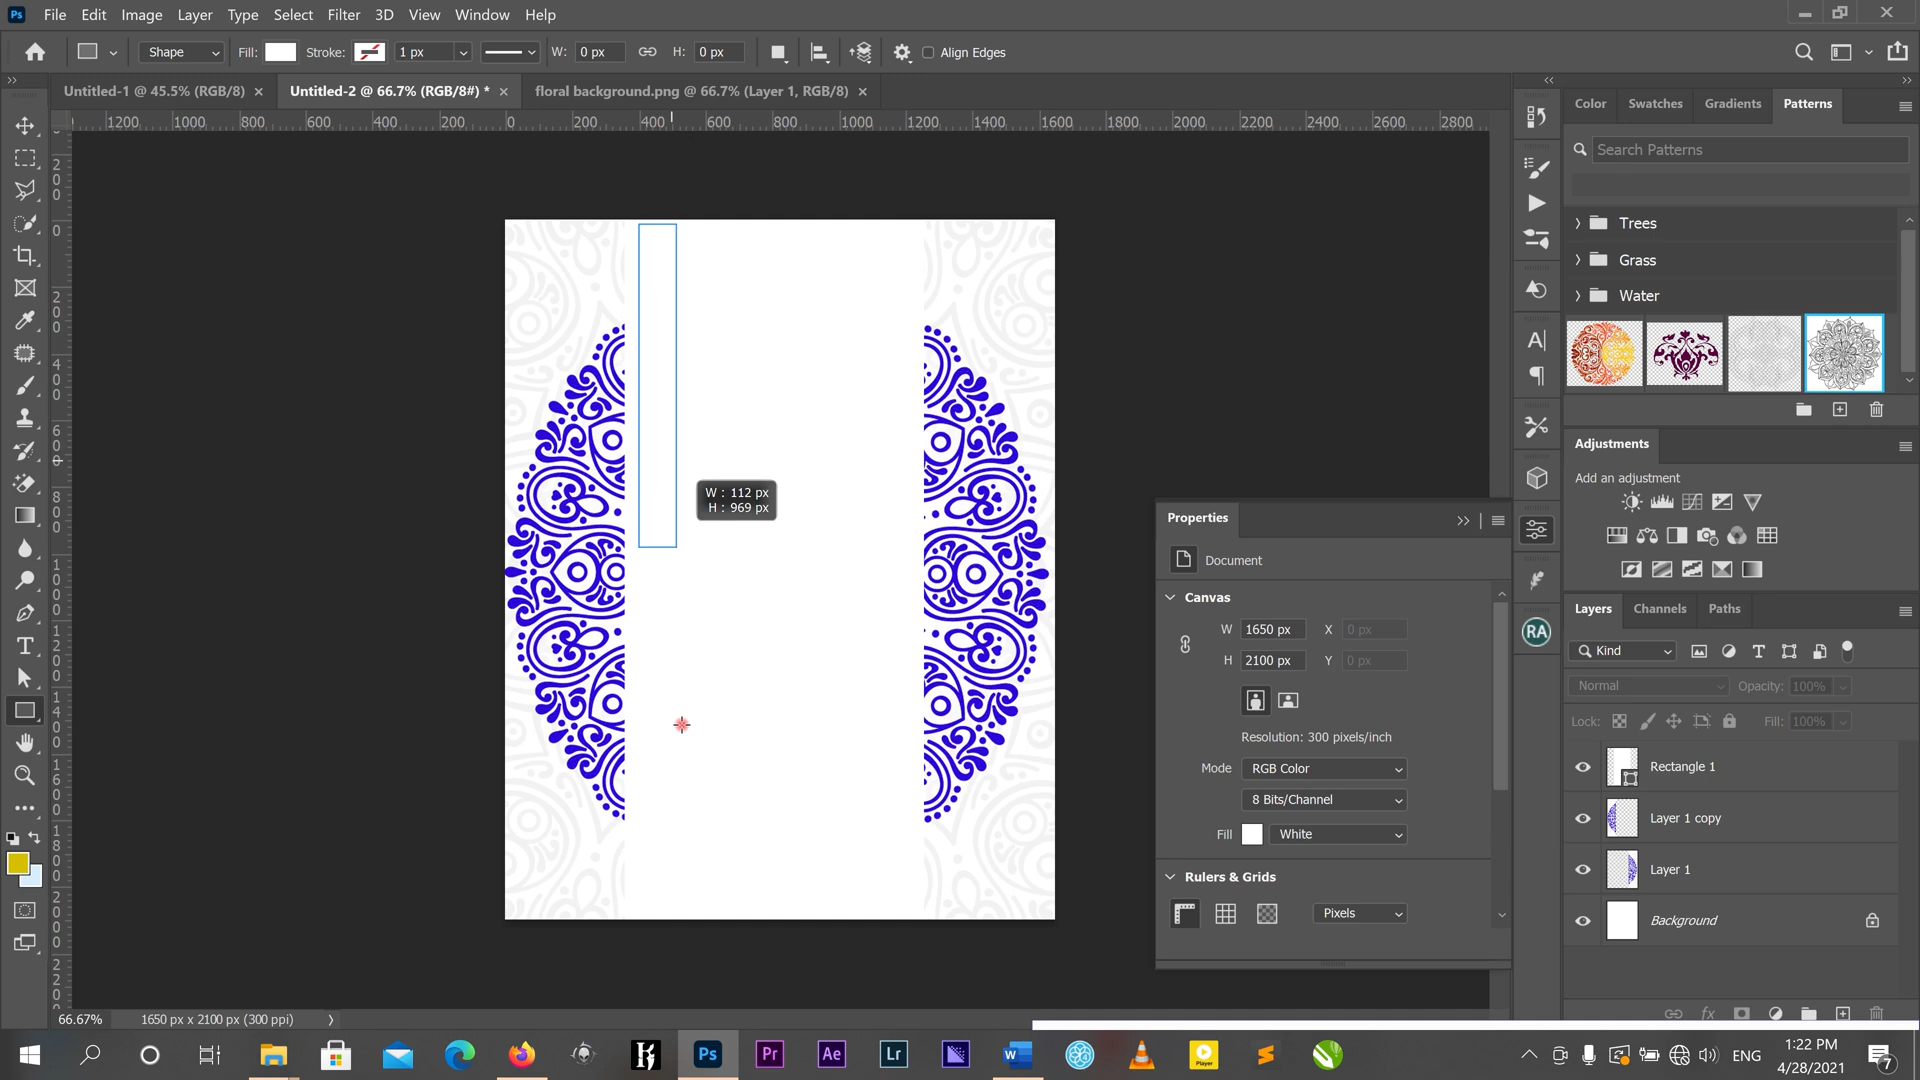 Ps File Edit Image Layer Type Select Filter 3D View Window Help
Shape Fill: Stroke: 1 px W: 0 px H: 0 px Align Edges
Untitled-1 @ 45.5% (RGB/8) × Untitled-2 @ 66.7% (RGB/8#) * × floral background.png @ 66.7% (Layer 1, RGB/8) ×
1200 1000 800 600 400 200 0 200 400 600 800 1000 1200 1400 1600 1800 2000 2200 2400 2600 2800
Color Swatches Gradients Patterns
Search Patterns
Trees
Grass
Water
W : 112 px
H : 969 px
Adjustments
Add an adjustment
Properties
Document
Canvas
W 1650 px X 0 px
H 2100 px Y 0 px
Resolution: 300 pixels/inch
Mode RGB Color
8 Bits/Channel
Fill White
Rulers & Grids
Pixels
RA
Layers Channels Paths
Kind
Normal Opacity: 100%
Lock: Fill: 100%
Rectangle 1
Layer 1 copy
Layer 1
Background
66.67% 1650 px x 2100 px (300 ppi)
Ps Pr Ae Lr W Player ENG
1:22 PM
4/28/2021
7